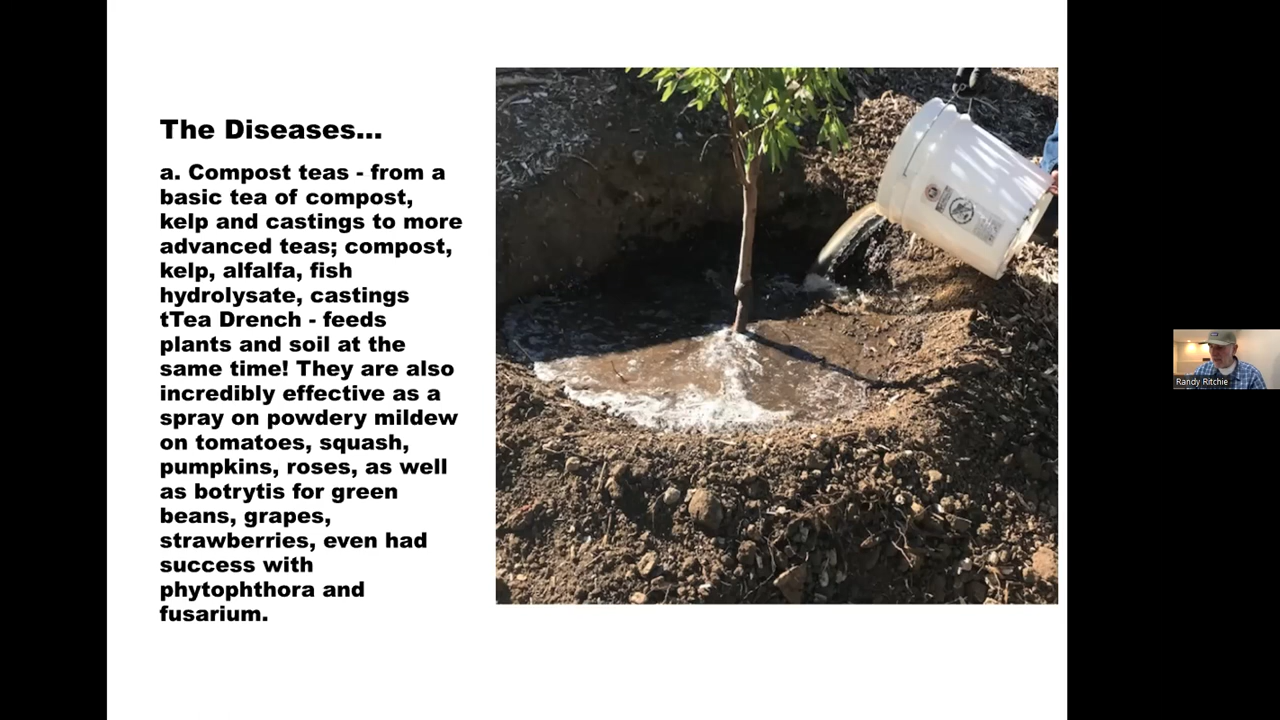 The Diseases...
a. Compost teas - from a
basic tea of compost,
kelp and castings to more
advanced teas; compost,
kelp, alfalfa, fish
hydrolysate, castings
tTea Drench - feeds
plants and soil at the
same time! They are also
incredibly effective as a
spray on powdery mildew
on tomatoes, squash,
pumpkins, roses, as well
as botrytis for green
beans, grapes,
strawberries, even had
success with
phytophthora and
fusarium.
Randy Ritchie